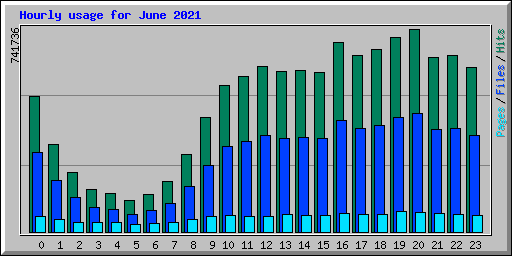 Hourly usage for June 2021
741736
Pages / Files / Hits
0 1 2 3 4 5 6 7 8 9 10 11 12 13 14 15 16 17 18 19 20 21 22 23